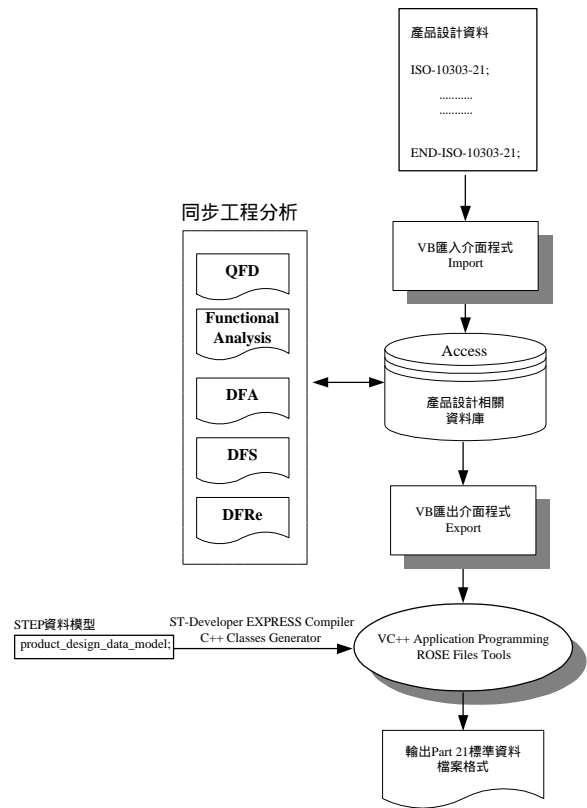 產品設計資料
ISO-10303-21;
...........
...........
END-ISO-10303-21;
同步工程分析
QFD
Functional
Analysis
DFA
DFS
DFRe
VB匯入介面程式
Import
Access
產品設計相關
資料庫
VB匯出介面程式
Export
STEP資料模型
product_design_data_model;
ST-Developer EXPRESS Compiler
C++ Classes Generator
VC++ Application Programming
ROSE Files Tools
輸出Part 21標準資料
檔案格式